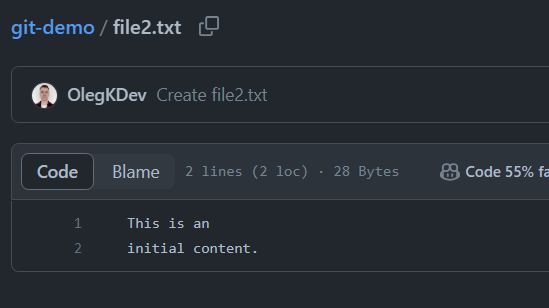 git-demo / file2.txt
OlegKDev Create file2.txt
Code Blame 2 lines (2 loc) · 28 Bytes Code 55% fa
1 This is an
2 initial content.